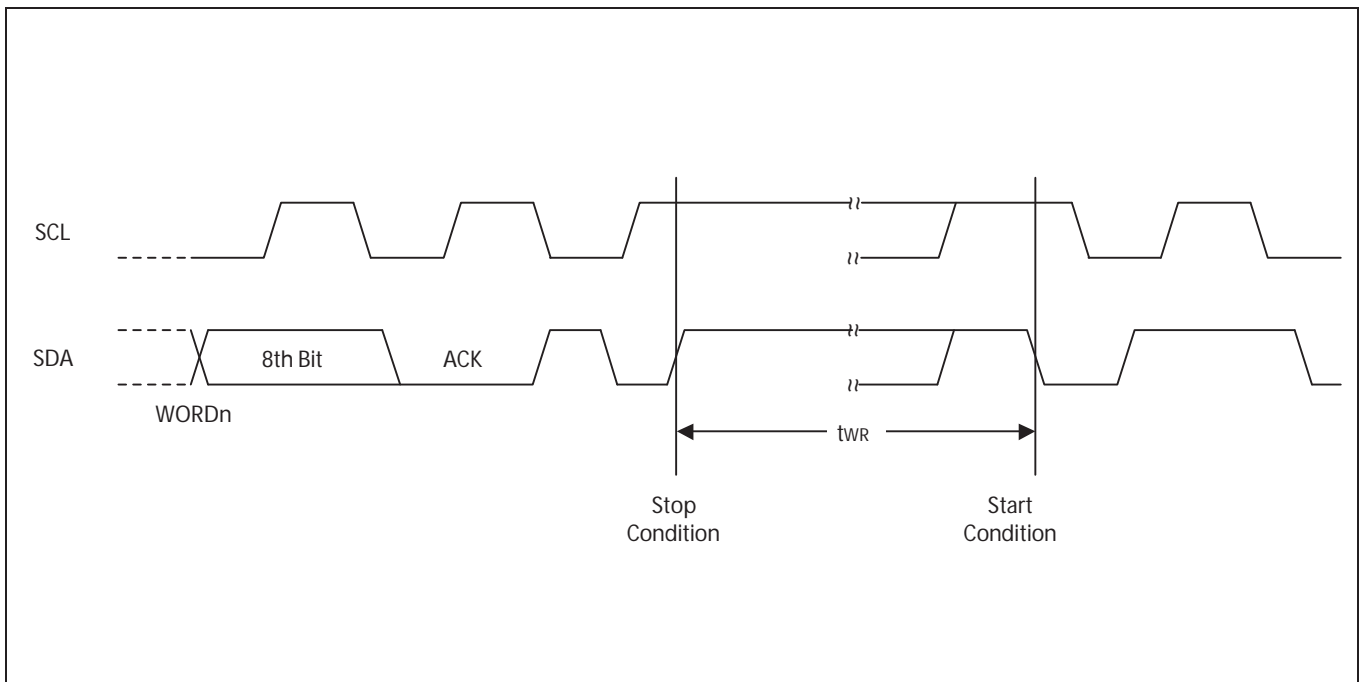 SCL
SDA
8th Bit
ACK
WORDn
tWR
Stop
Condition
Start
Condition